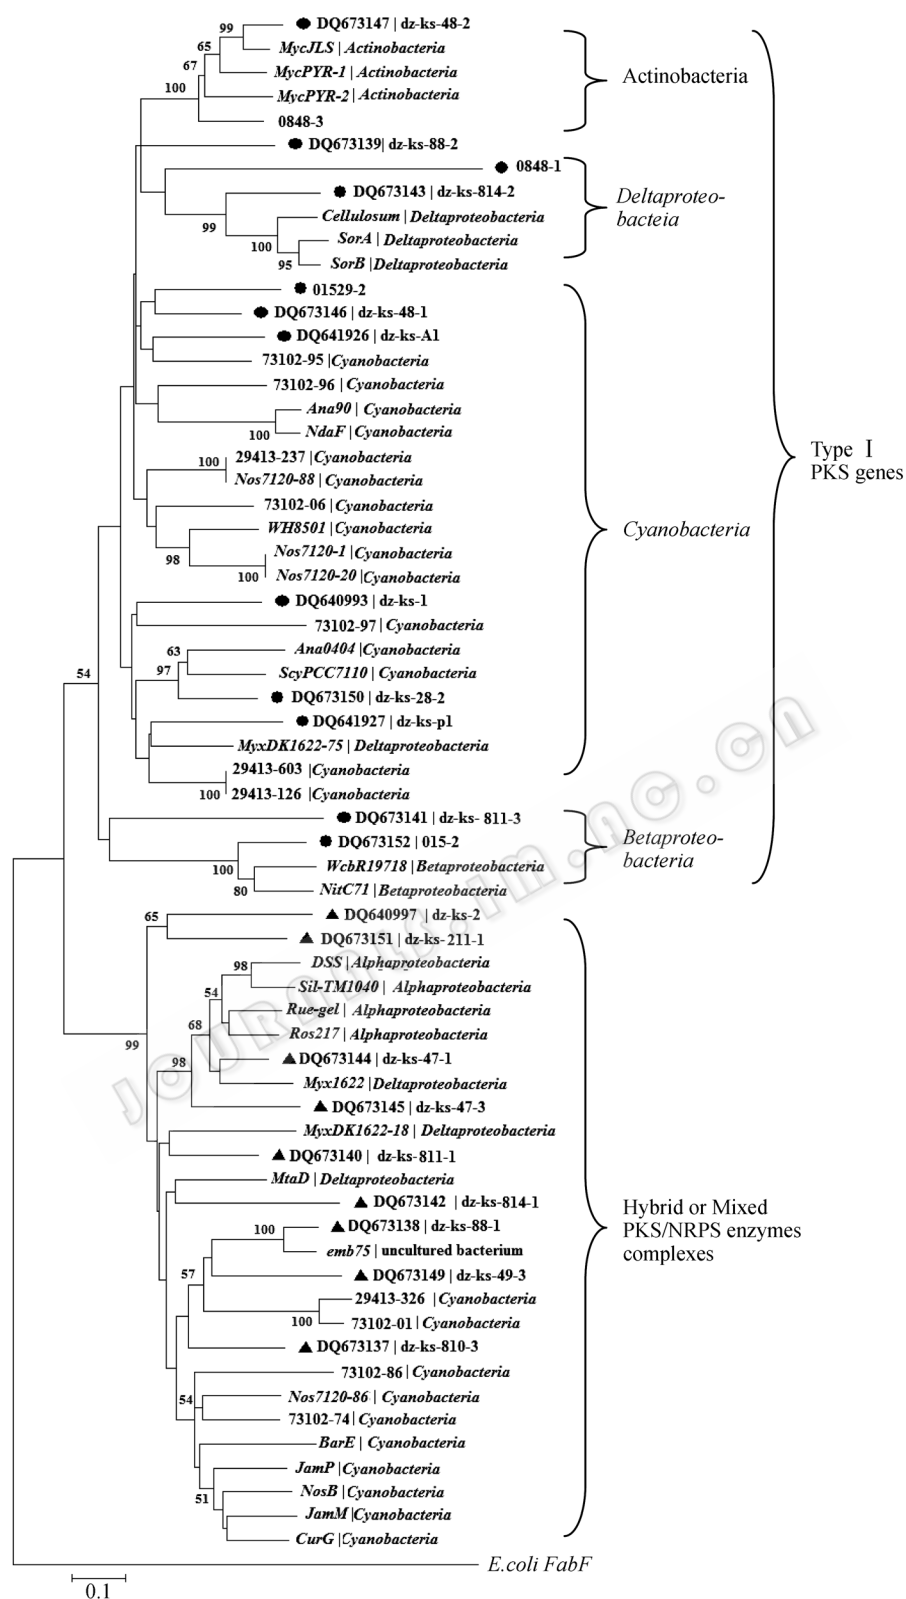 99
DQ673147 | dz-ks-48-2
65
MycJLS | Actinobacteria
67
MycPYR-1 | Actinobacteria
100
MycPYR-2 | Actinobacteria
0848-3
Actinobacteria
DQ673139| dz-ks-88-2
0848-1
DQ673143 | dz-ks-814-2
99
Cellulosum | Deltaproteobacteria
100
SorA | Deltaproteobacteria
95
SorB | Deltaproteobacteria
Deltaproteo-
bacteia
01529-2
DQ673146 | dz-ks-48-1
DQ641926 | dz-ks-A1
73102-95 |Cyanobacteria
73102-96 | Cyanobacteria
Ana90 | Cyanobacteria
100
NdaF | Cyanobacteria
100
29413-237 |Cyanobacteria
Nos7120-88 | Cyanobacteria
73102-06 | Cyanobacteria
WH8501 | Cyanobacteria
98
Nos7120-1 |Cyanobacteria
100
Nos7120-20 |Cyanobacteria
Cyanobacteria
DQ640993 | dz-ks-1
73102-97 | Cyanobacteria
63
Ana0404 |Cyanobacteria
97
ScyPCC7110 | Cyanobacteria
DQ673150 | dz-ks-28-2
54
DQ641927 | dz-ks-p1
MyxDK1622-75 | Deltaproteobacteria
29413-603 |Cyanobacteria
100
29413-126 |Cyanobacteria
Type I
PKS genes
DQ673141 | dz-ks- 811-3
DQ673152 | 015-2
100
WcbR19718 | Betaproteobacteria
80
NitC71 | Betaproteobacteria
Betaproteo-
bacteria
65
DQ640997 | dz-ks-2
DQ673151 | dz-ks-211-1
98
DSS | Alphaproteobacteria
54
Sil-TM1040 | Alphaproteobacteria
Rue-gel | Alphaproteobacteria
68
Ros217 | Alphaproteobacteria
99
98
DQ673144 | dz-ks-47-1
Myx1622 | Deltaproteobacteria
DQ673145 | dz-ks-47-3
MyxDK1622-18 | Deltaproteobacteria
DQ673140 | dz-ks-811-1
MtaD | Deltaproteobacteria
DQ673142 | dz-ks-814-1
100
DQ673138 | dz-ks-88-1
emb75 | uncultured bacterium
57
DQ673149 | dz-ks-49-3
29413-326 | Cyanobacteria
100
73102-01 | Cyanobacteria
DQ673137 | dz-ks-810-3
73102-86 | Cyanobacteria
54
Nos7120-86 | Cyanobacteria
73102-74 | Cyanobacteria
BarE | Cyanobacteria
JamP | Cyanobacteria
51
NosB | Cyanobacteria
JamM |Cyanobacteria
CurG | Cyanobacteria
Hybrid or Mixed
PKS/NRPS enzymes
complexes
E.coli FabF
0.1
journals.im.ac.cn